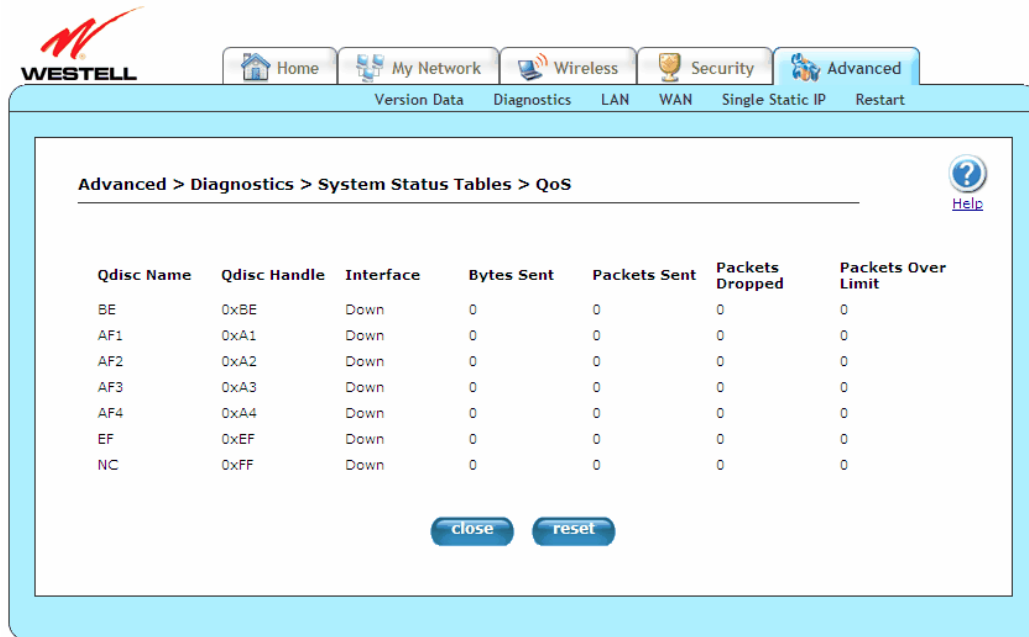 WESTELL
Home My Network Wireless Security Advanced
Version Data Diagnostics LAN WAN Single Static IP Restart
Advanced > Diagnostics > System Status Tables > QoS
?
Help
Qdisc Name Qdisc Handle Interface Bytes Sent Packets Sent Packets Dropped Packets Over Limit
BE 0xBE Down 0 0 0 0
AF1 0xA1 Down 0 0 0 0
AF2 0xA2 Down 0 0 0 0
AF3 0xA3 Down 0 0 0 0
AF4 0xA4 Down 0 0 0 0
EF 0xEF Down 0 0 0 0
NC 0xFF Down 0 0 0 0
close reset